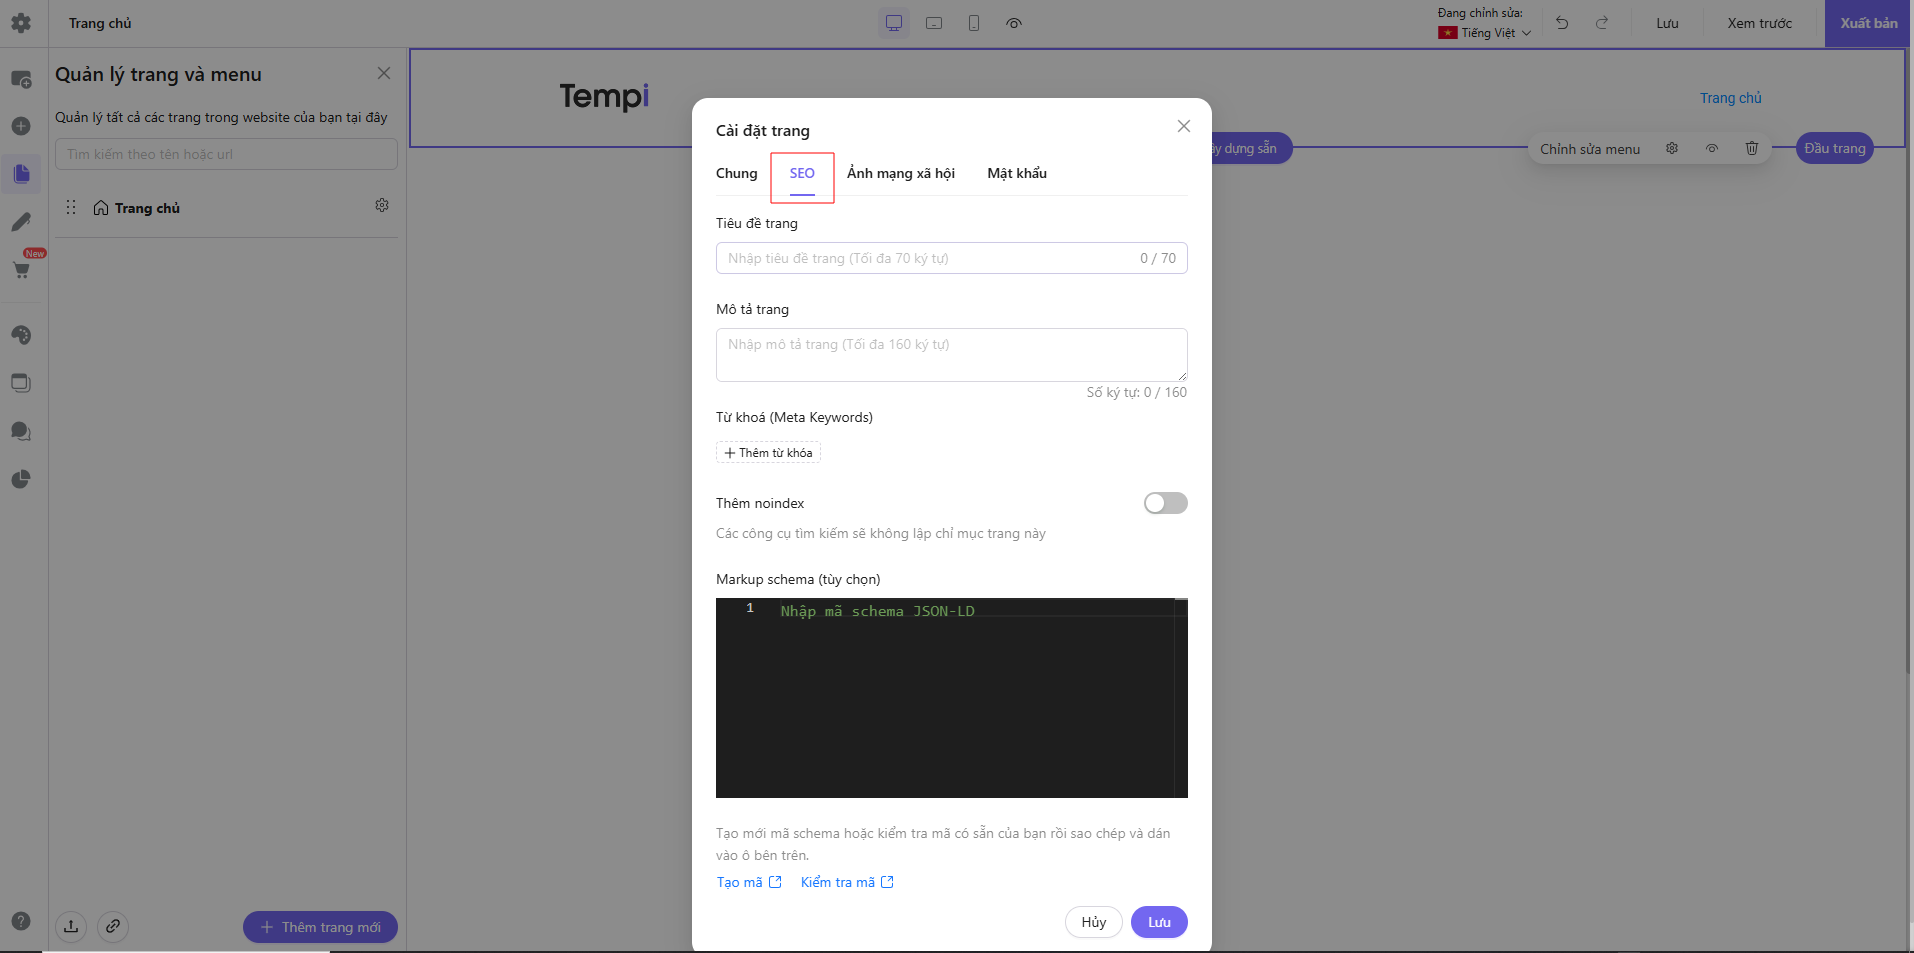 Trang chủ
Đang chỉnh sửa:
Tiếng Việt
Lưu
Xem trước
Xuất bản
Quản lý trang và menu
Quản lý tất cả các trang trong website của bạn tại đây
Tìm kiếm theo tên hoặc url
Trang chủ
New
Thêm trang mới
Tempi
Trang chủ
ây dựng sẵn
Chỉnh sửa menu
Đầu trang
Cài đặt trang
Chung
SEO
Ảnh mạng xã hội
Mật khẩu
Tiêu đề trang
Nhập tiêu đề trang (Tối đa 70 ký tự)
0 / 70
Mô tả trang
Nhập mô tả trang (Tối đa 160 ký tự)
Số ký tự: 0 / 160
Từ khoá (Meta Keywords)
Thêm từ khóa
Thêm noindex
Các công cụ tìm kiếm sẽ không lập chỉ mục trang này
Markup schema (tùy chọn)
1
Nhập mã schema JSON-LD
Tạo mới mã schema hoặc kiểm tra mã có sẵn của bạn rồi sao chép và dán
vào ô bên trên.
Tạo mã
Kiểm tra mã
Hủy
Lưu